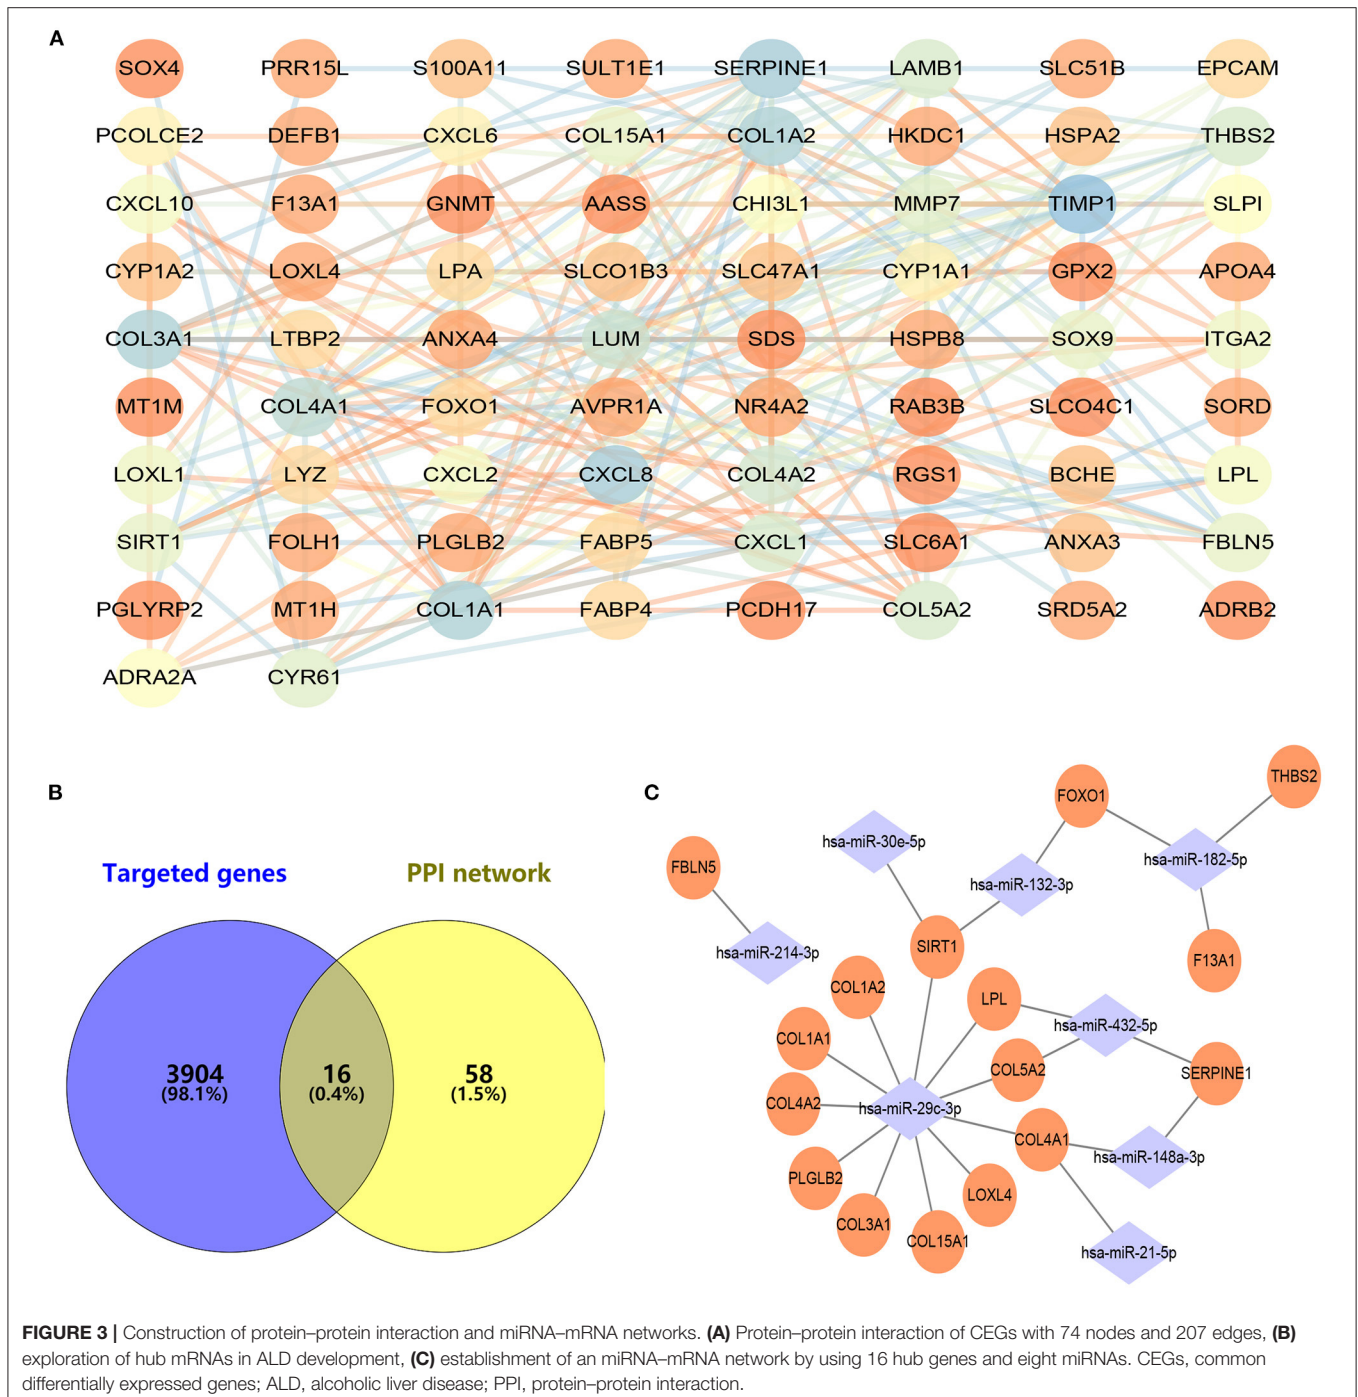 A
SOX4 PRR15L S100A11 SULT1E1 SERPINE1 LAMB1 SLC51B EPCAM
PCOLCE2 DEFB1 CXCL6 COL15A1 COL1A2 HKDC1 HSPA2 THBS2
CXCL10 F13A1 GNMT AASS CHI3L1 MMP7 TIMP1 SLPI
CYP1A2 LOXL4 LPA SLCO1B3 SLC47A1 CYP1A1 GPX2 APOA4
COL3A1 LTBP2 ANXA4 LUM SDS HSPB8 SOX9 ITGA2
MT1M COL4A1 FOXO1 AVPR1A NR4A2 RAB3B SLCO4C1 SORD
LOXL1 LYZ CXCL2 CXCL8 COL4A2 RGS1 BCHE LPL
SIRT1 FOLH1 PLGLB2 FABP5 CXCL1 SLC6A1 ANXA3 FBLN5
PGLYRP2 MT1H COL1A1 FABP4 PCDH17 COL5A2 SRD5A2 ADRB2
ADRA2A CYR61
B
Targeted genes PPI network
3904 16 58
(98.1%) (0.4%) (1.5%)
C
THBS2
FOXO1
hsa-miR-30e-5p
hsa-miR-182-5p
FBLN5
hsa-miR-132-3p
SIRT1
hsa-miR-214-3p
F13A1
COL1A2
LPL
hsa-miR-432-5p
COL1A1
COL5A2
SERPINE1
COL4A2
hsa-miR-29c-3p
COL4A1
hsa-miR-148a-3p
PLGLB2
LOXL4
COL3A1
COL15A1
hsa-miR-21-5p
FIGURE 3 | Construction of protein–protein interaction and miRNA–mRNA networks. (A) Protein–protein interaction of CEGs with 74 nodes and 207 edges, (B)
exploration of hub mRNAs in ALD development, (C) establishment of an miRNA–mRNA network by using 16 hub genes and eight miRNAs. CEGs, common
differentially expressed genes; ALD, alcoholic liver disease; PPI, protein–protein interaction.